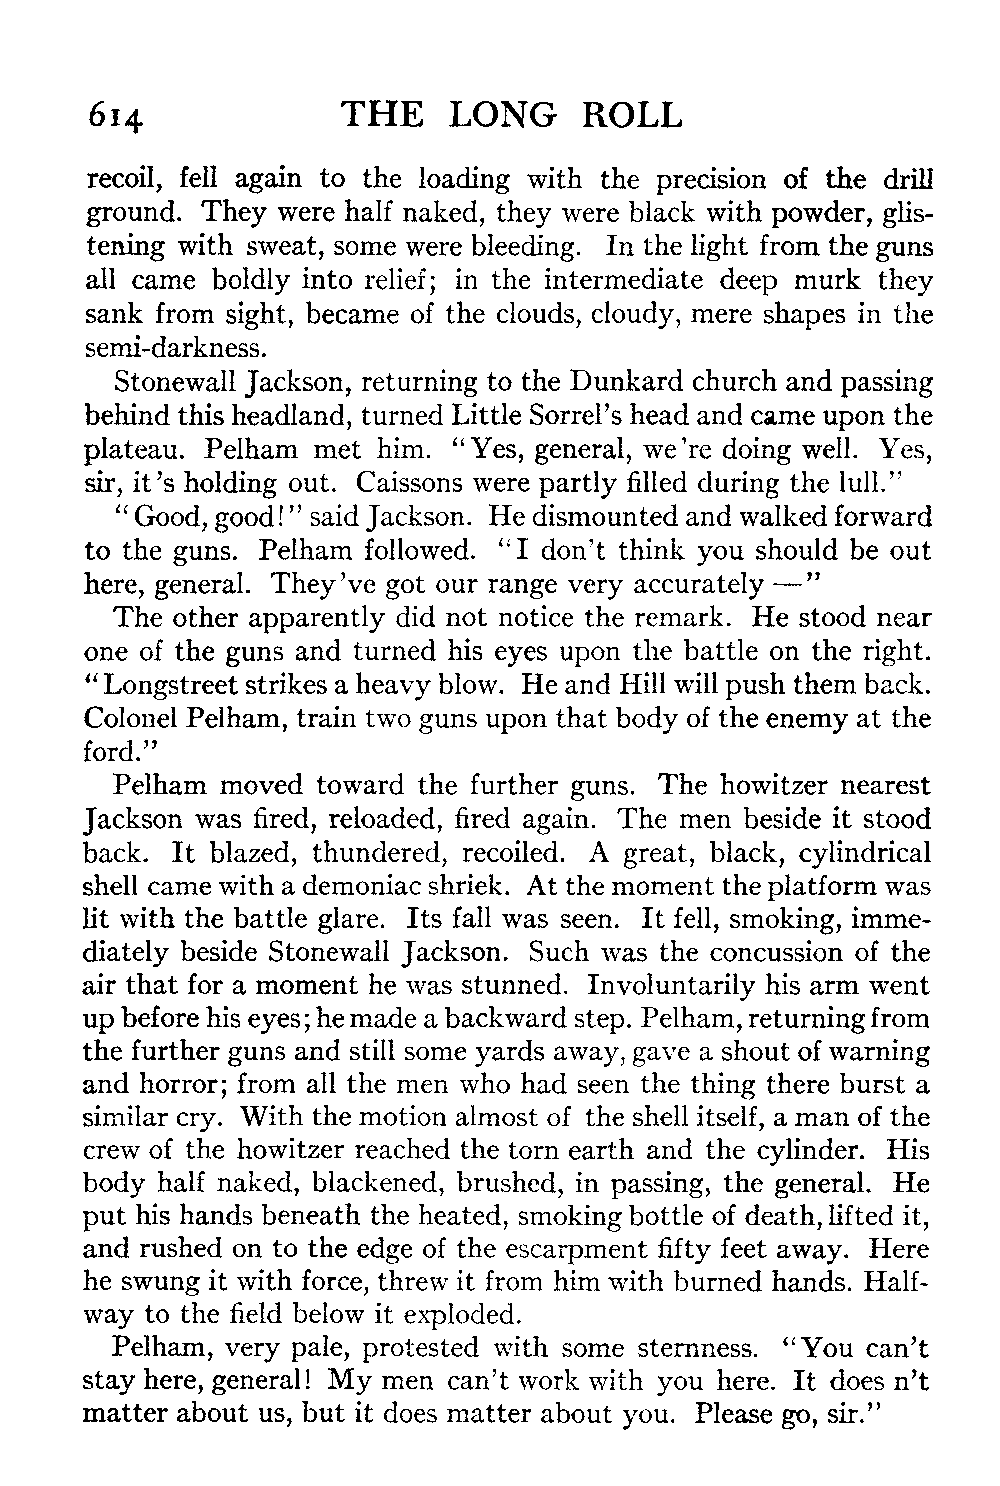 614 THE LONG ROLL
recoil, fell again to the loading with the precision of the drill
ground. They were half naked, they were black with powder, glis-
tening with sweat, some were bleeding. In the light from the guns
all came boldly into relief; in the intermediate deep murk they
sank from sight, became of the clouds, cloudy, mere shapes in the
semi-darkness.
Stonewall Jackson, returning to the Dunkard church and passing
behind this headland, turned Little Sorrel's head and came upon the
plateau. Pelham met him. "Yes, general, we're doing well. Yes,
sir, it's holding out. Caissons were partly filled during the lull."
"Good, good!" said Jackson. He dismounted and walked forward
to the guns. Pelham followed. "I don't think you should be out
here, general. They've got our range very accurately —"
The other apparently did not notice the remark. He stood near
one of the guns and turned his eyes upon the battle on the right.
"Longstreet strikes a heavy blow. He and Hill will push them back.
Colonel Pelham, train two guns upon that body of the enemy at the
ford."
Pelham moved toward the further guns. The howitzer nearest
Jackson was fired, reloaded, fired again. The men beside it stood
back. It blazed, thundered, recoiled. A great, black, cylindrical
shell came with a demoniac shriek. At the moment the platform was
lit with the battle glare. Its fall was seen. It fell, smoking, imme-
diately beside Stonewall Jackson. Such was the concussion of the
air that for a moment he was stunned. Involuntarily his arm went
up before his eyes; he made a backward step. Pelham, returning from
the further guns and still some yards away, gave a shout of warning
and horror; from all the men who had seen the thing there burst a
similar cry. With the motion almost of the shell itself, a man of the
crew of the howitzer reached the torn earth and the cylinder. His
body half naked, blackened, brushed, in passing, the general. He
put his hands beneath the heated, smoking bottle of death, lifted it,
and rushed on to the edge of the escarpment fifty feet away. Here
he swung it with force, threw it from him with burned hands. Half-
way to the field below it exploded.
Pelham, very pale, protested with some sternness. "You can't
stay here, general! My men can't work with you here. It does n't
matter about us, but it does matter about you. Please go, sir."